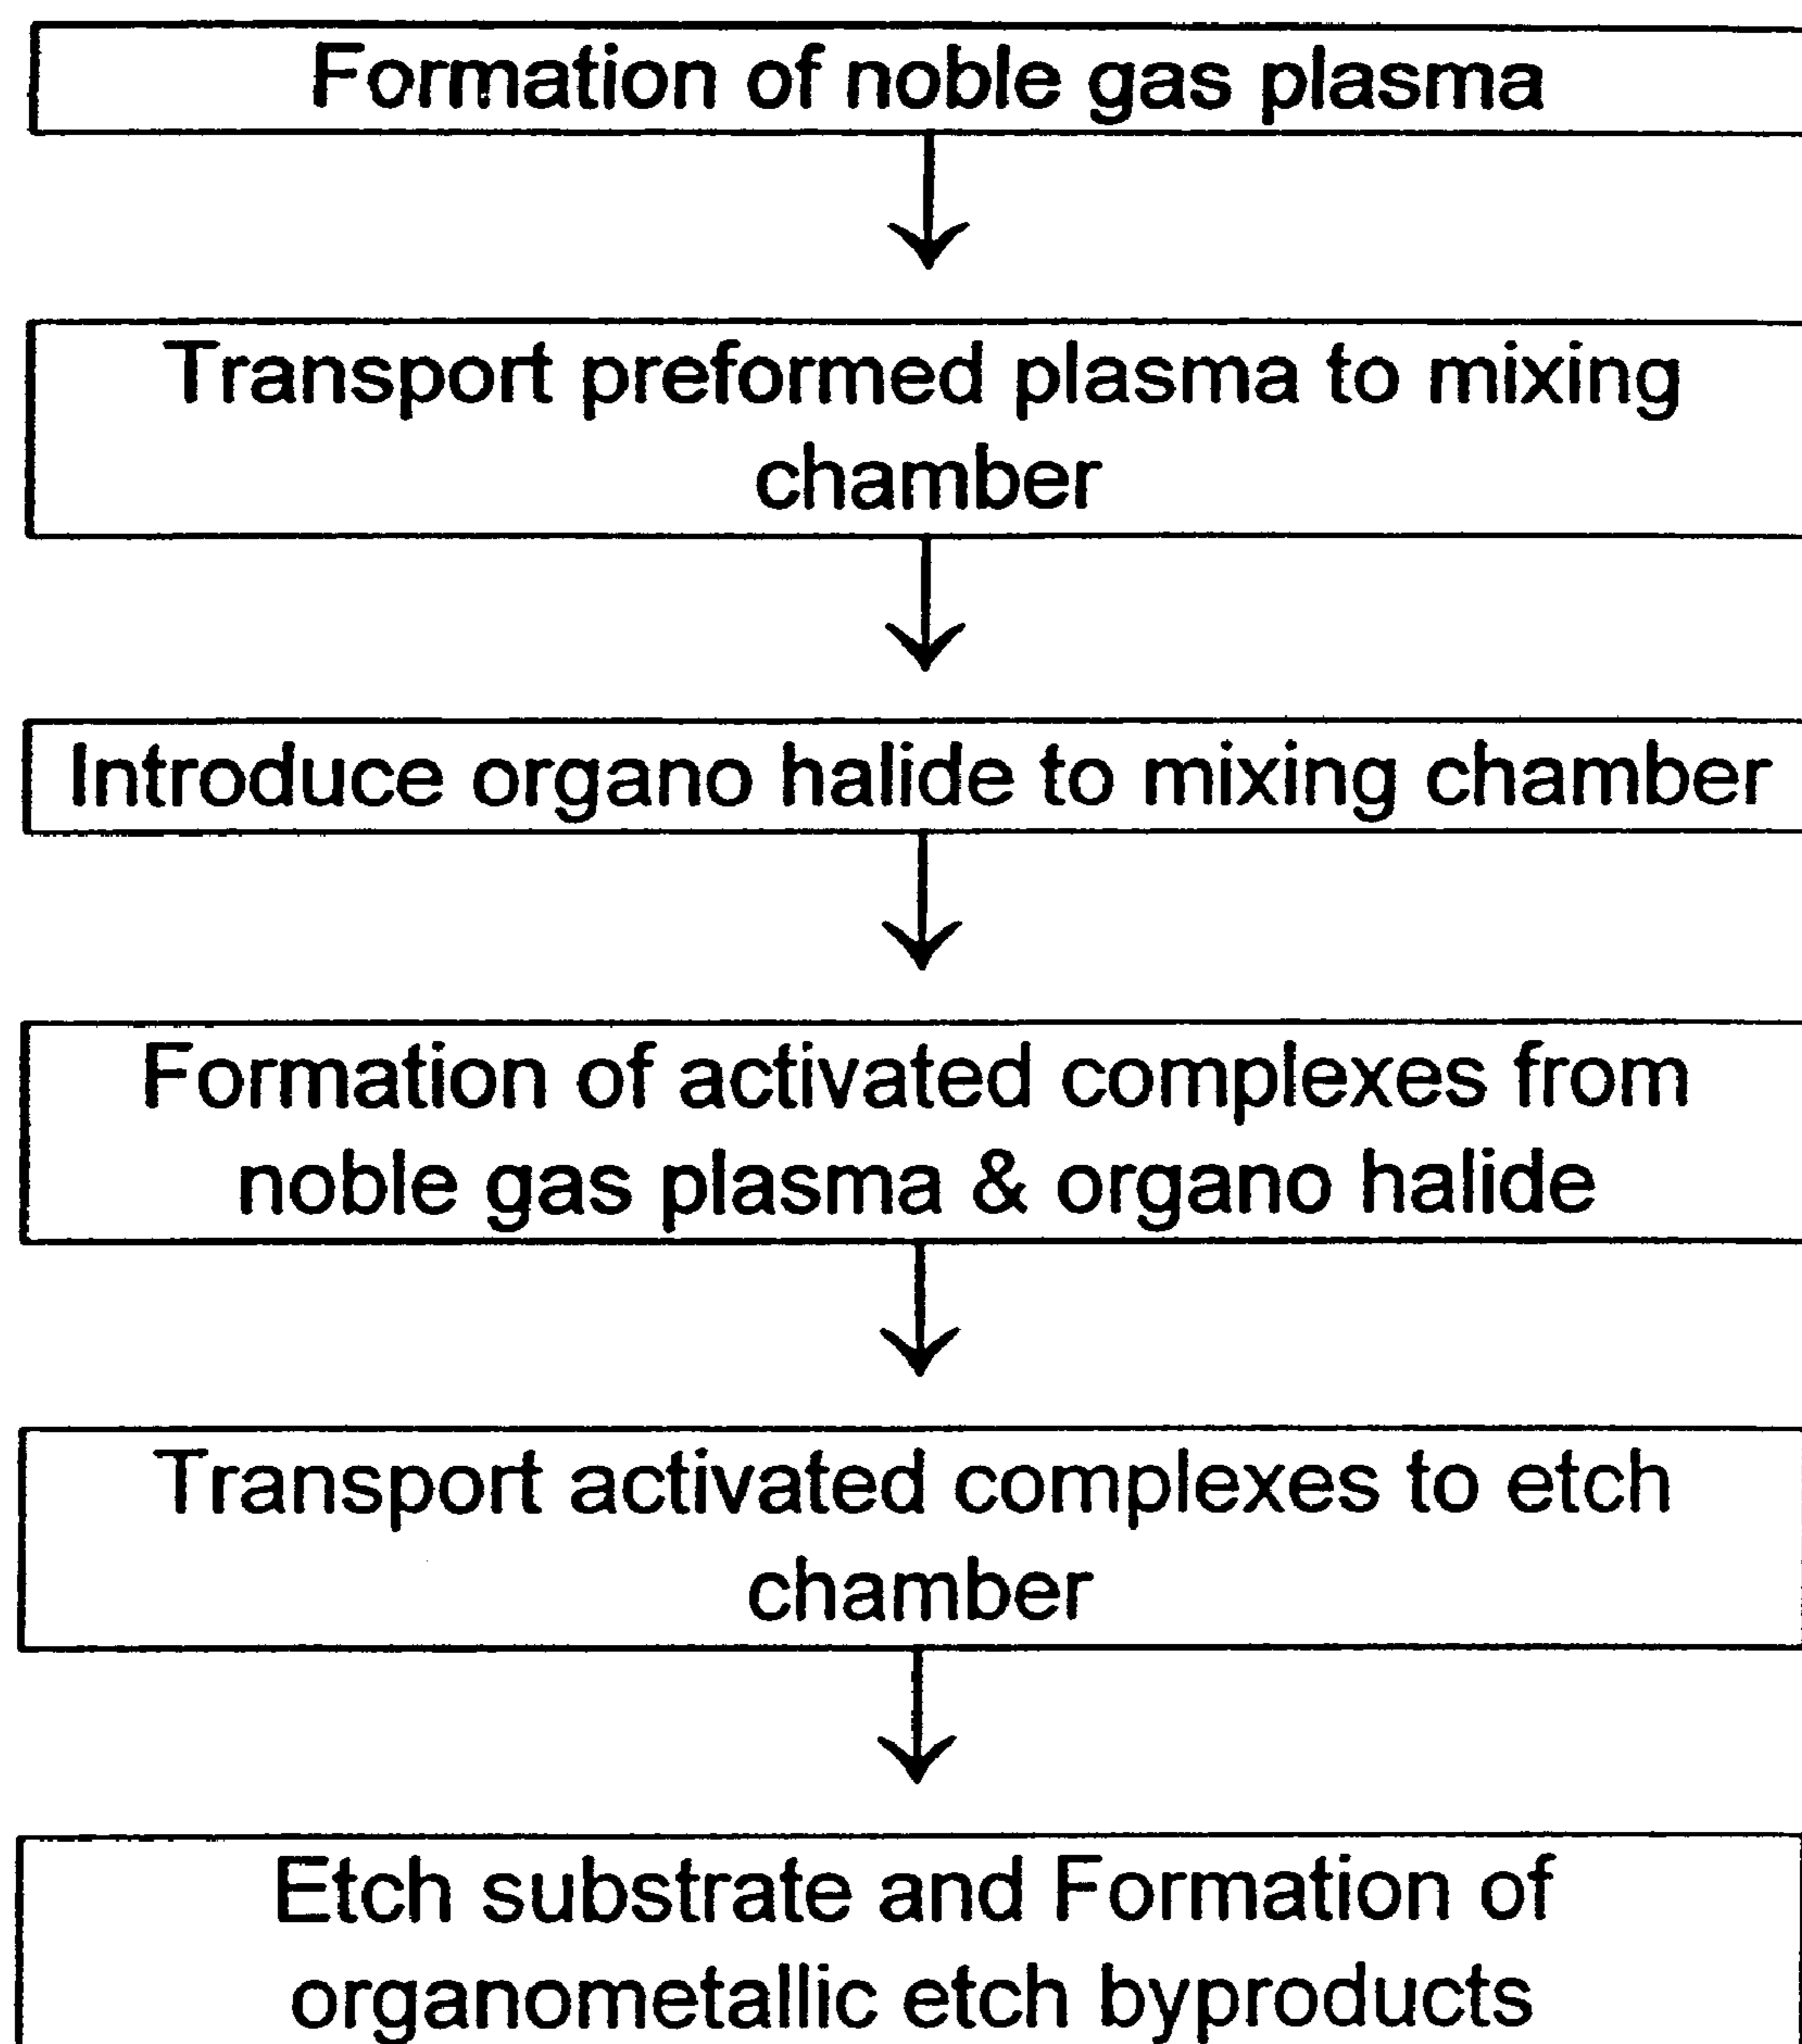 Formation of noble gas plasma
Transport preformed plasma to mixing
chamber
Introduce organo halide to mixing chamber
Formation of activated complexes from
noble gas plasma & organo halide
Transport activated complexes to etch
chamber
Etch substrate and Formation of
organometallic etch byproducts